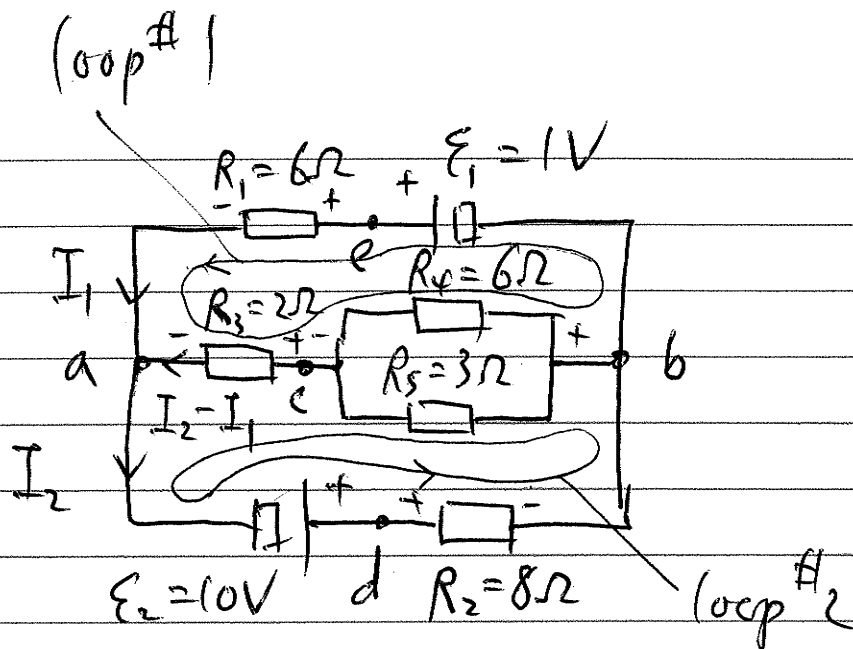 loop #1
R₁=6Ω + ε₁=1V
- +
e
I₁ R₃=2Ω R₄=6Ω
a - + - + b
c R₅=3Ω
I₂-I₁
I₂
+ + -
ε₂=10V d R₂=8Ω loop #2